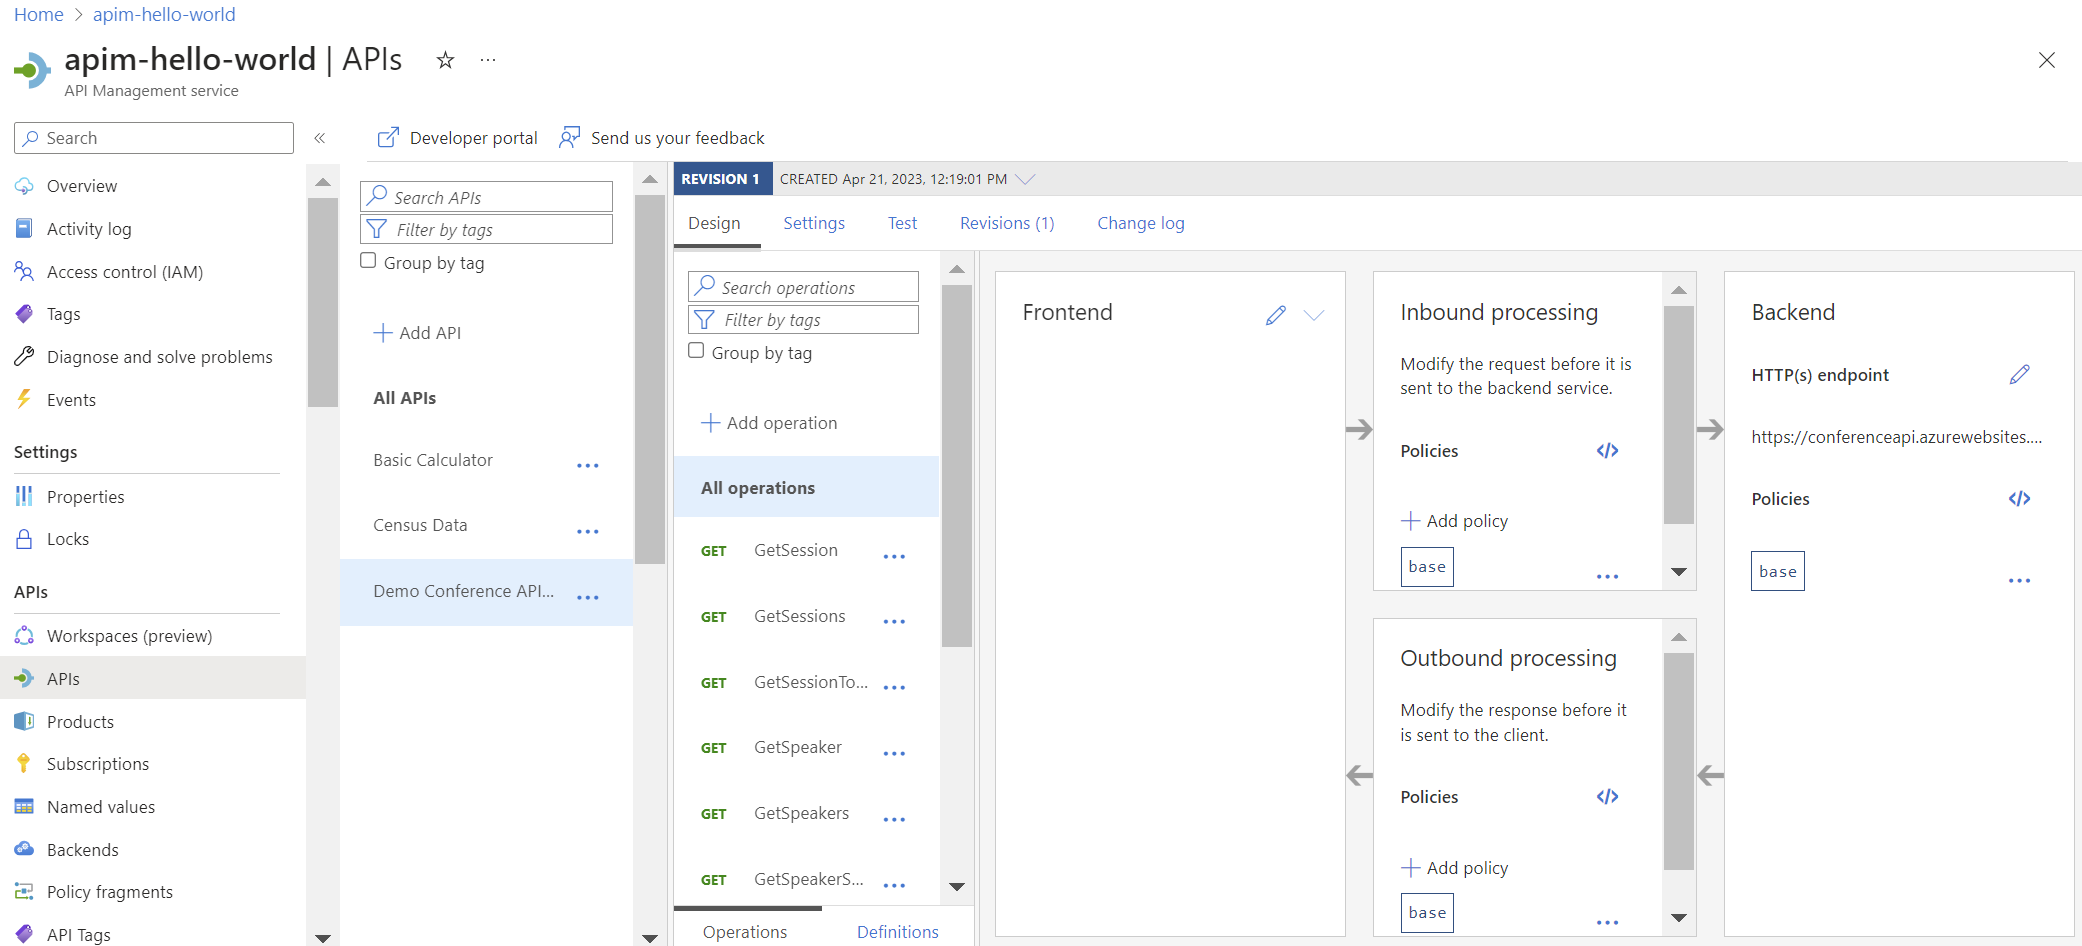 Home > apim-hello-world
apim-hello-world | APIs
API Management service
Search
Overview
Activity log
Access control (IAM)
Tags
Diagnose and solve problems
Events
Settings
Properties
Locks
APIs
Workspaces (preview)
APIs
Products
Subscriptions
Named values
Backends
Policy fragments
API Tags
Developer portal
Send us your feedback
Search APIs
Filter by tags
Group by tag
Add API
All APIs
Basic Calculator
Census Data
Demo Conference API...
REVISION 1 CREATED Apr 21, 2023, 12:19:01 PM
Design Settings Test Revisions (1) Change log
Search operations
Filter by tags
Group by tag
Add operation
All operations
GET GetSession
GET GetSessions
GET GetSessionTo...
GET GetSpeaker
GET GetSpeakers
GET GetSpeakerS...
Operations Definitions
Frontend
Inbound processing
Modify the request before it is
sent to the backend service.
Policies </>
Add policy
base
Outbound processing
Modify the response before it
is sent to the client.
Policies </>
Add policy
base
Backend
HTTP(s) endpoint
https://conferenceapi.azurewebsites....
Policies </>
base